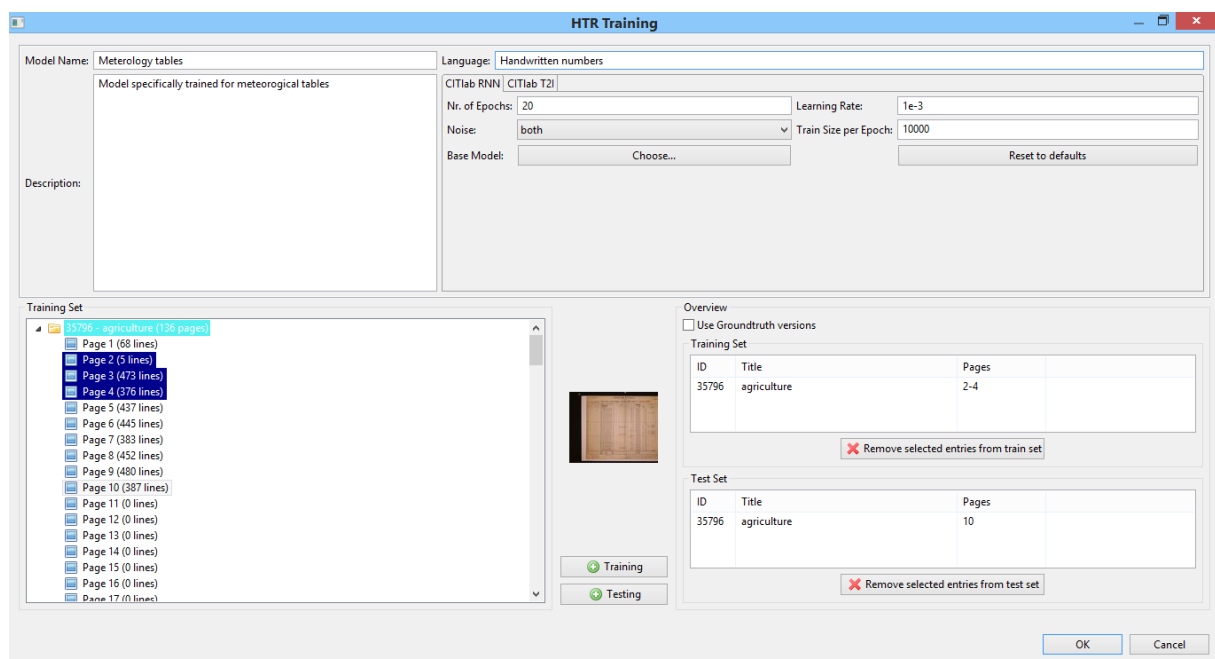 HTR Training
Model Name: Meterology tables
Language: Handwritten numbers
Description: Model specifically trained for meteorogical tables
CITlab RNN CITlab T2I
Nr. of Epochs: 20 Learning Rate: 1e-3
Noise: both Train Size per Epoch: 10000
Base Model: Choose... Reset to defaults
Training Set
35796 - agriculture (136 pages)
Page 1 (68 lines)
Page 2 (5 lines)
Page 3 (473 lines)
Page 4 (376 lines)
Page 5 (437 lines)
Page 6 (445 lines)
Page 7 (383 lines)
Page 8 (452 lines)
Page 9 (480 lines)
Page 10 (387 lines)
Page 11 (0 lines)
Page 12 (0 lines)
Page 13 (0 lines)
Page 14 (0 lines)
Page 15 (0 lines)
Page 16 (0 lines)
Page 17 (0 lines)
Training
Testing
Overview
Use Groundtruth versions
Training Set
ID Title Pages
35796 agriculture 2-4
Remove selected entries from train set
Test Set
ID Title Pages
35796 agriculture 10
Remove selected entries from test set
OK Cancel